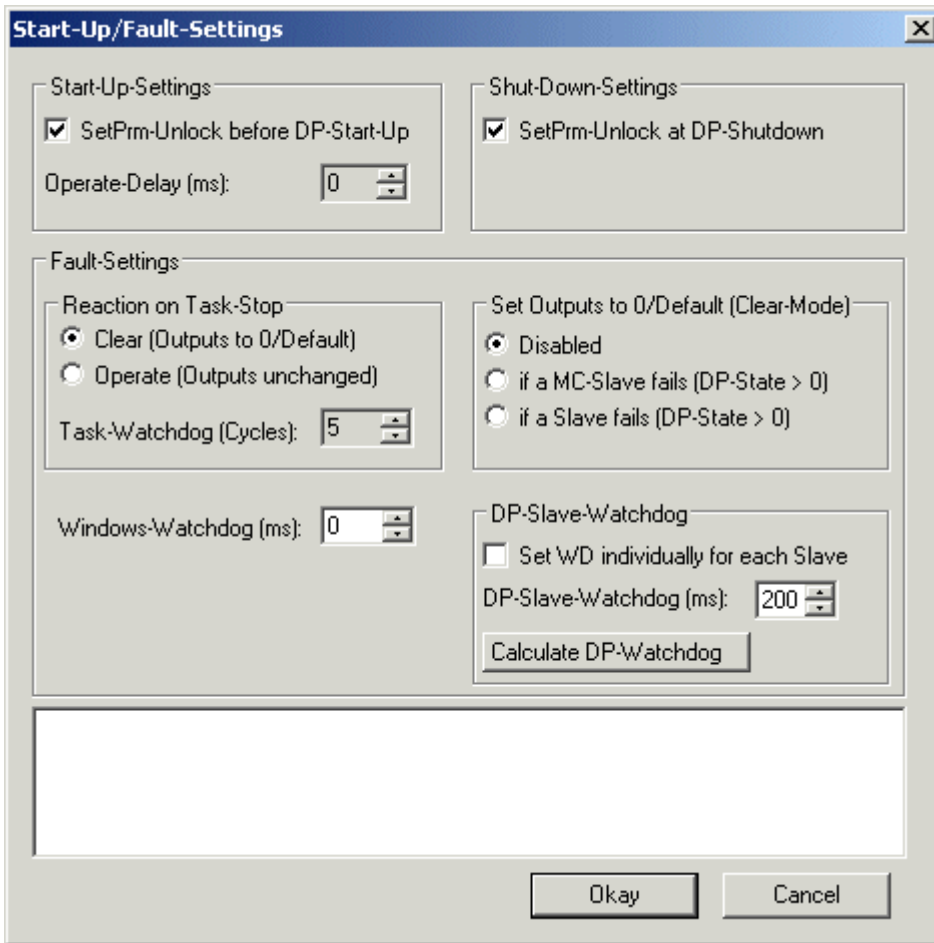 Start-Up/Fault-Settings
Start-Up-Settings
SetPrm-Unlock before DP-Start-Up
Operate-Delay (ms): 0
Shut-Down-Settings
SetPrm-Unlock at DP-Shutdown
Fault-Settings
Reaction on Task-Stop
Clear (Outputs to 0/Default)
Operate (Outputs unchanged)
Task-Watchdog (Cycles): 5
Set Outputs to 0/Default (Clear-Mode)
Disabled
if a MC-Slave fails (DP-State > 0)
if a Slave fails (DP-State > 0)
Windows-Watchdog (ms): 0
DP-Slave-Watchdog
Set WD individually for each Slave
DP-Slave-Watchdog (ms): 200
Calculate DP-Watchdog
Okay
Cancel